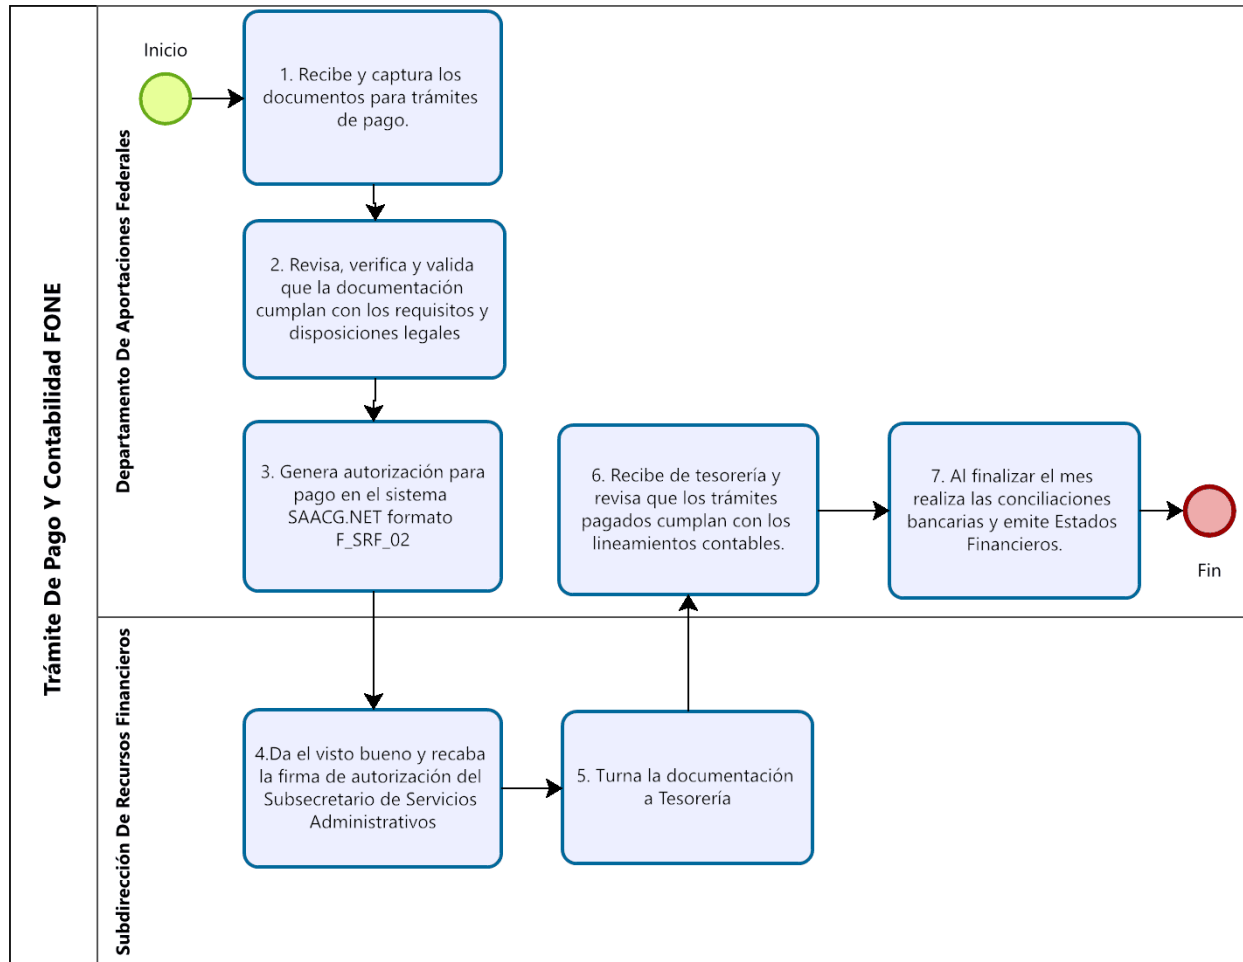 Trámite De Pago Y Contabilidad FONE
Departamento De Aportaciones Federales
Inicio
1. Recibe y captura los
documentos para trámites
de pago.
2. Revisa, verifica y valida
que la documentación
cumplan con los requisitos y
disposiciones legales
3. Genera autorización para
pago en el sistema
SAACG.NET formato
F_SRF_02
6. Recibe de tesorería y
revisa que los trámites
pagados cumplan con los
lineamientos contables.
7. Al finalizar el mes
realiza las conciliaciones
bancarias y emite Estados
Financieros.
Fin
Subdirección De Recursos Financieros
4.Da el visto bueno y recaba
la firma de autorización del
Subsecretario de Servicios
Administrativos
5. Turna la documentación
a Tesorería